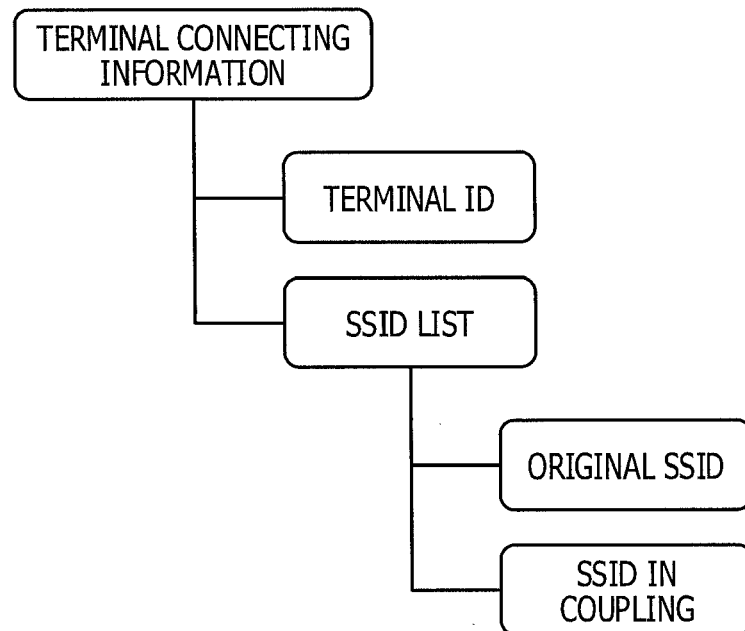 TERMINAL CONNECTING
INFORMATION
TERMINAL ID
SSID LIST
ORIGINAL SSID
SSID IN
COUPLING